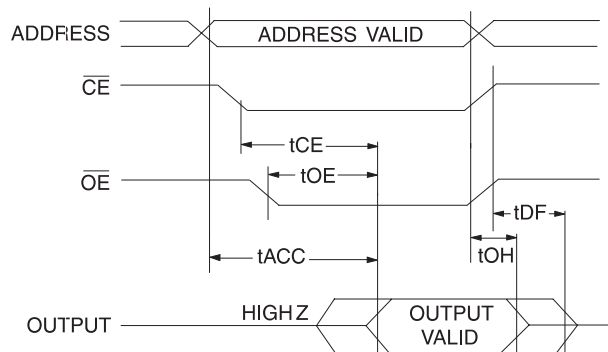 ADDRESS
ADDRESS VALID
CE
tCE
OE
tOE
tDF
tACC
tOH
OUTPUT
HIGH Z
OUTPUT
VALID